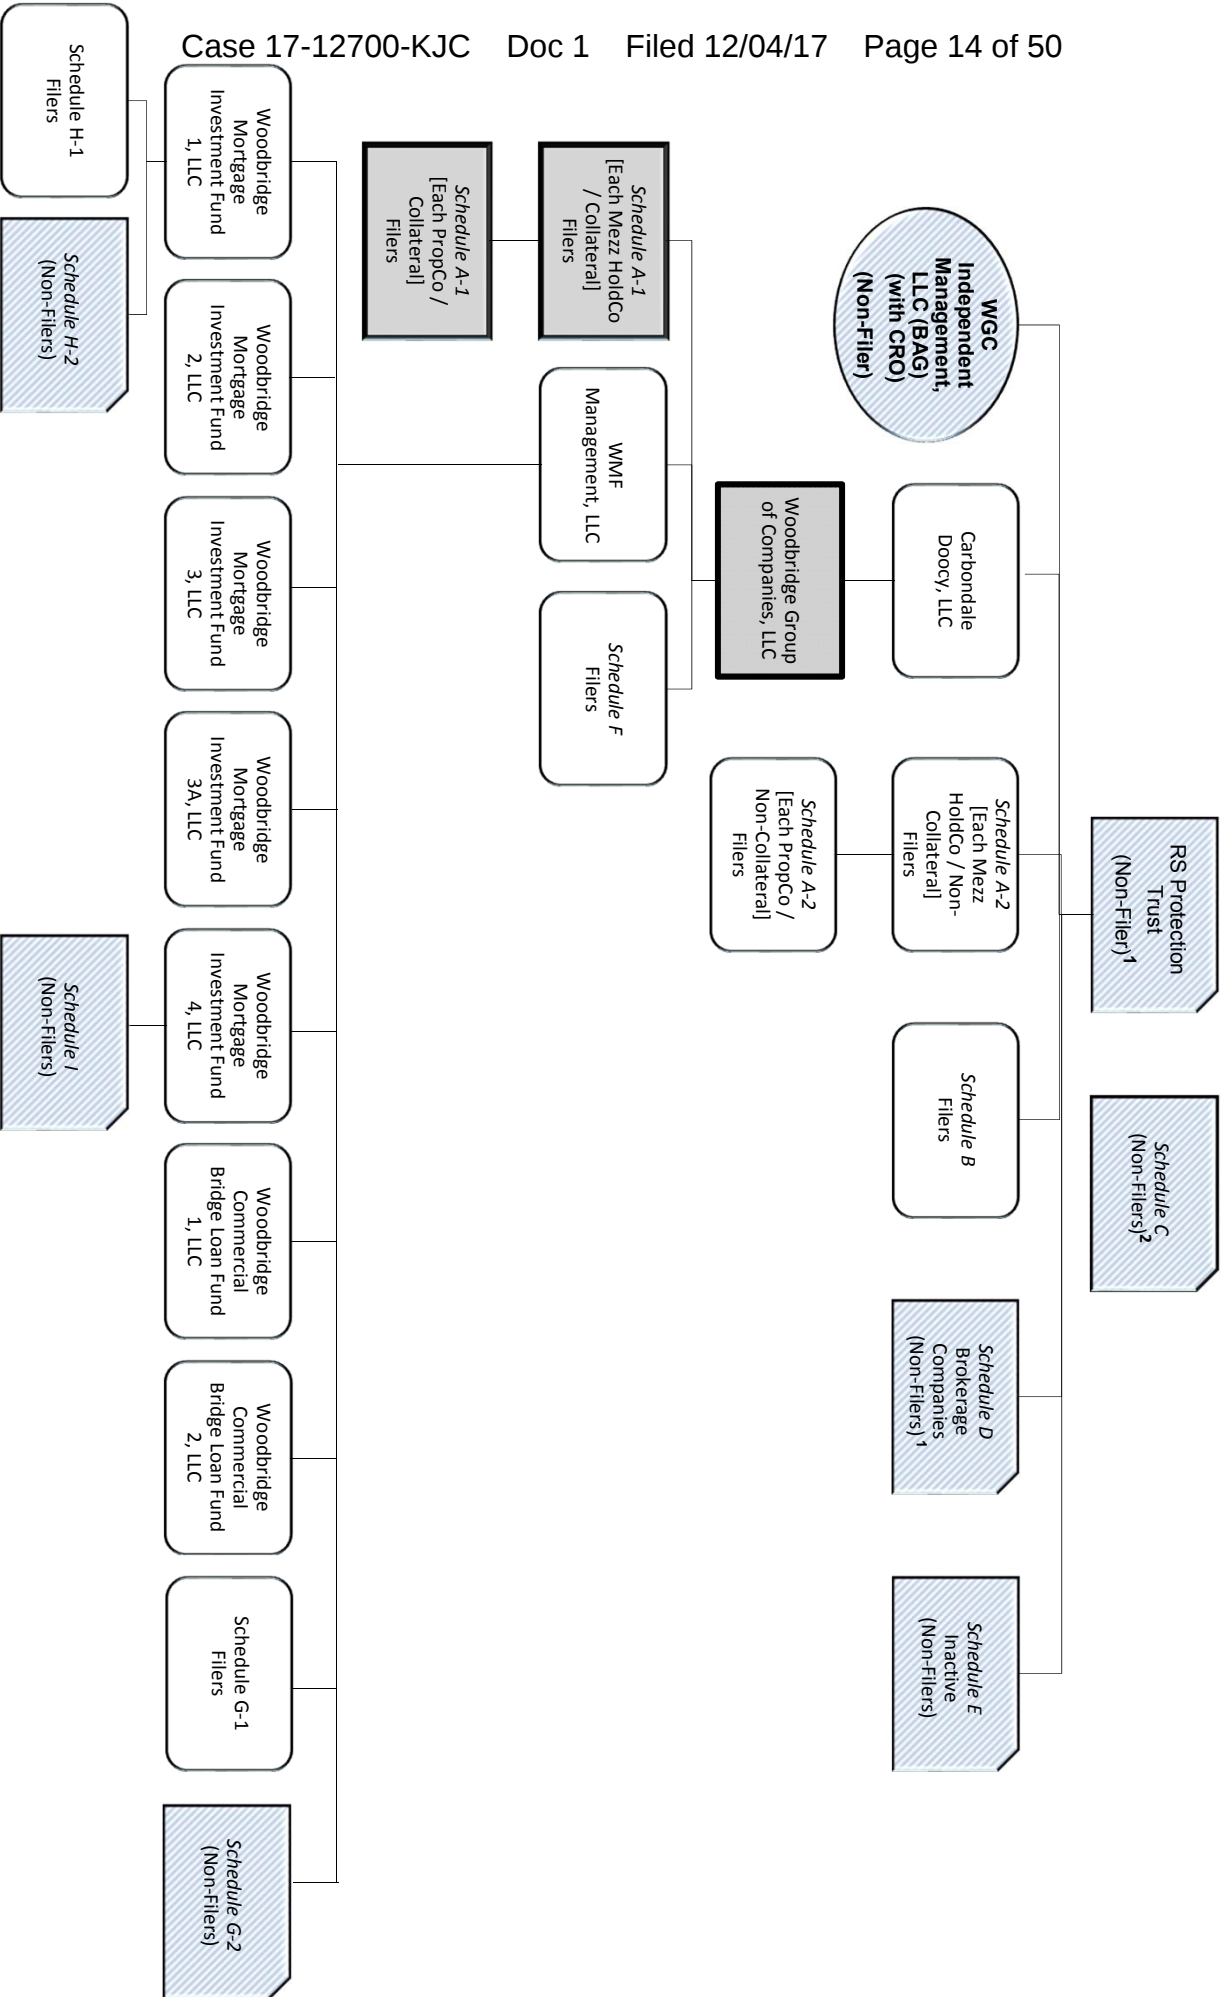 Case 17-12700-KJC Doc 1 Filed 12/04/17 Page 14 of 50
RS Protection
Trust
(Non-Filer)1
Schedule C
(Non-Filers)2
WGC
Independent
Management,
LLC (BAG)
(with CRO)
(Non-Filer)
Carbondale
Doocy, LLC
Schedule A-2
[Each Mezz
HoldCo / Non-
Collateral]
Filers
Schedule B
Filers
Schedule D
Brokerage
Companies
(Non-Filers) 1
Schedule E
Inactive
(Non-Filers)
Woodbridge Group
of Companies, LLC
Schedule A-2
[Each PropCo /
Non-Collateral]
Filers
Schedule A-1
[Each Mezz HoldCo
/ Collateral]
Filers
WMF
Management, LLC
Schedule F
Filers
Schedule A-1
[Each PropCo /
Collateral]
Filers
Woodbridge
Mortgage
Investment Fund
1, LLC
Woodbridge
Mortgage
Investment Fund
2, LLC
Woodbridge
Mortgage
Investment Fund
3, LLC
Woodbridge
Mortgage
Investment Fund
3A, LLC
Woodbridge
Mortgage
Investment Fund
4, LLC
Woodbridge
Commercial
Bridge Loan Fund
1, LLC
Woodbridge
Commercial
Bridge Loan Fund
2, LLC
Schedule G-1
Filers
Schedule G-2
(Non-Filers)
Schedule H-1
Filers
Schedule H-2
(Non-Filers)
Schedule I
(Non-Filers)